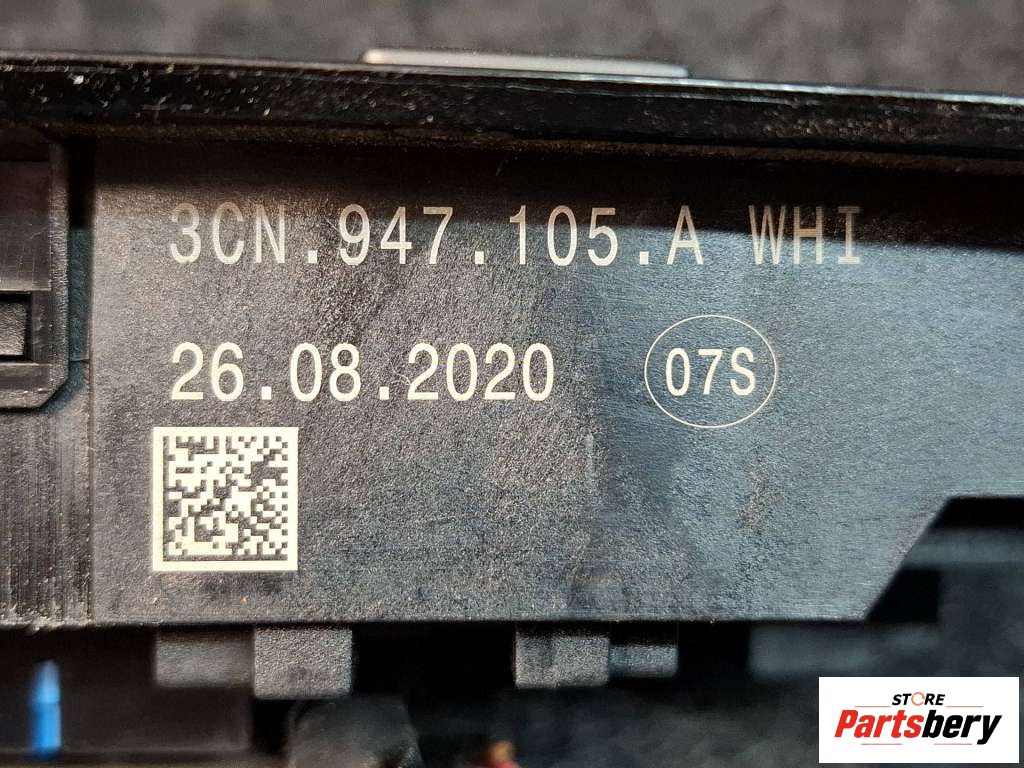 3CN.947.105.A WHI
26.08.2020 07S
STORE
Partsbery